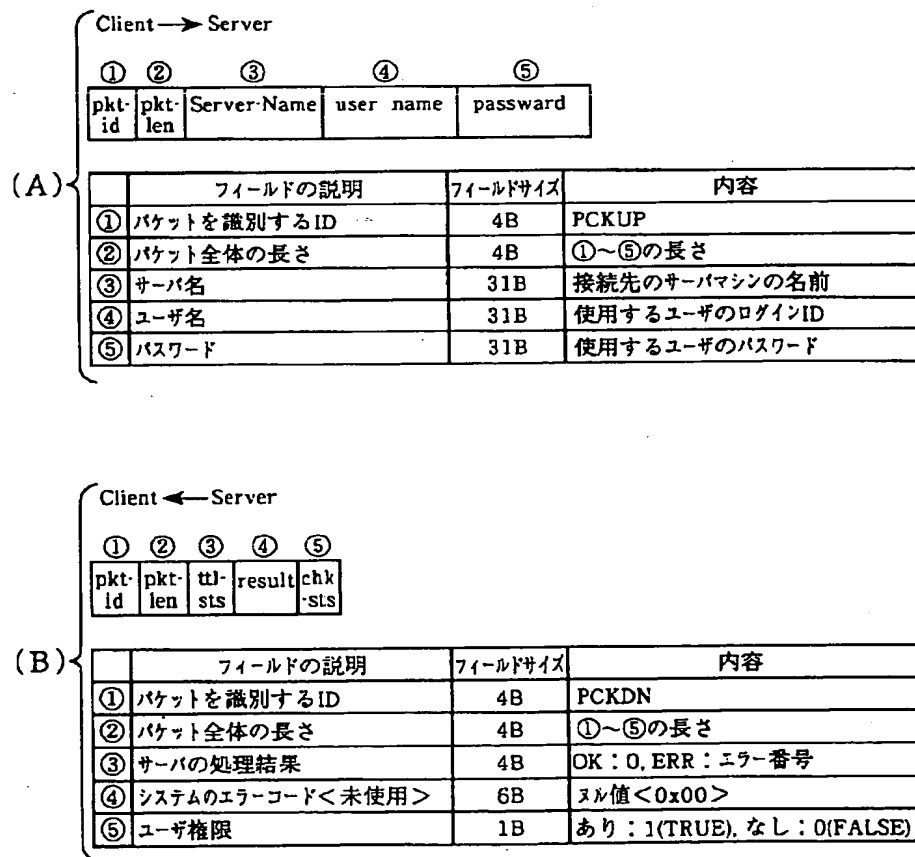 Client → Server
① ② ③ ④ ⑤
pkt-id pkt-len Server-Name user name passward
(A)
フィールドの説明 フィールドサイズ 内容
① パケットを識別するID 4B PCKUP
② パケット全体の長さ 4B ①～⑤の長さ
③ サーバ名 31B 接続先のサーバマシンの名前
④ ユーザ名 31B 使用するユーザのログインID
⑤ パスワード 31B 使用するユーザのパスワード
Client ← Server
① ② ③ ④ ⑤
pkt-id pkt-len ttl-sts result chk-sts
(B)
フィールドの説明 フィールドサイズ 内容
① パケットを識別するID 4B PCKDN
② パケット全体の長さ 4B ①～⑤の長さ
③ サーバの処理結果 4B OK：0, ERR：エラー番号
④ システムのエラーコード＜未使用＞ 6B ヌル値＜0x00＞
⑤ ユーザ権限 1B あり：1(TRUE), なし：0(FALSE)